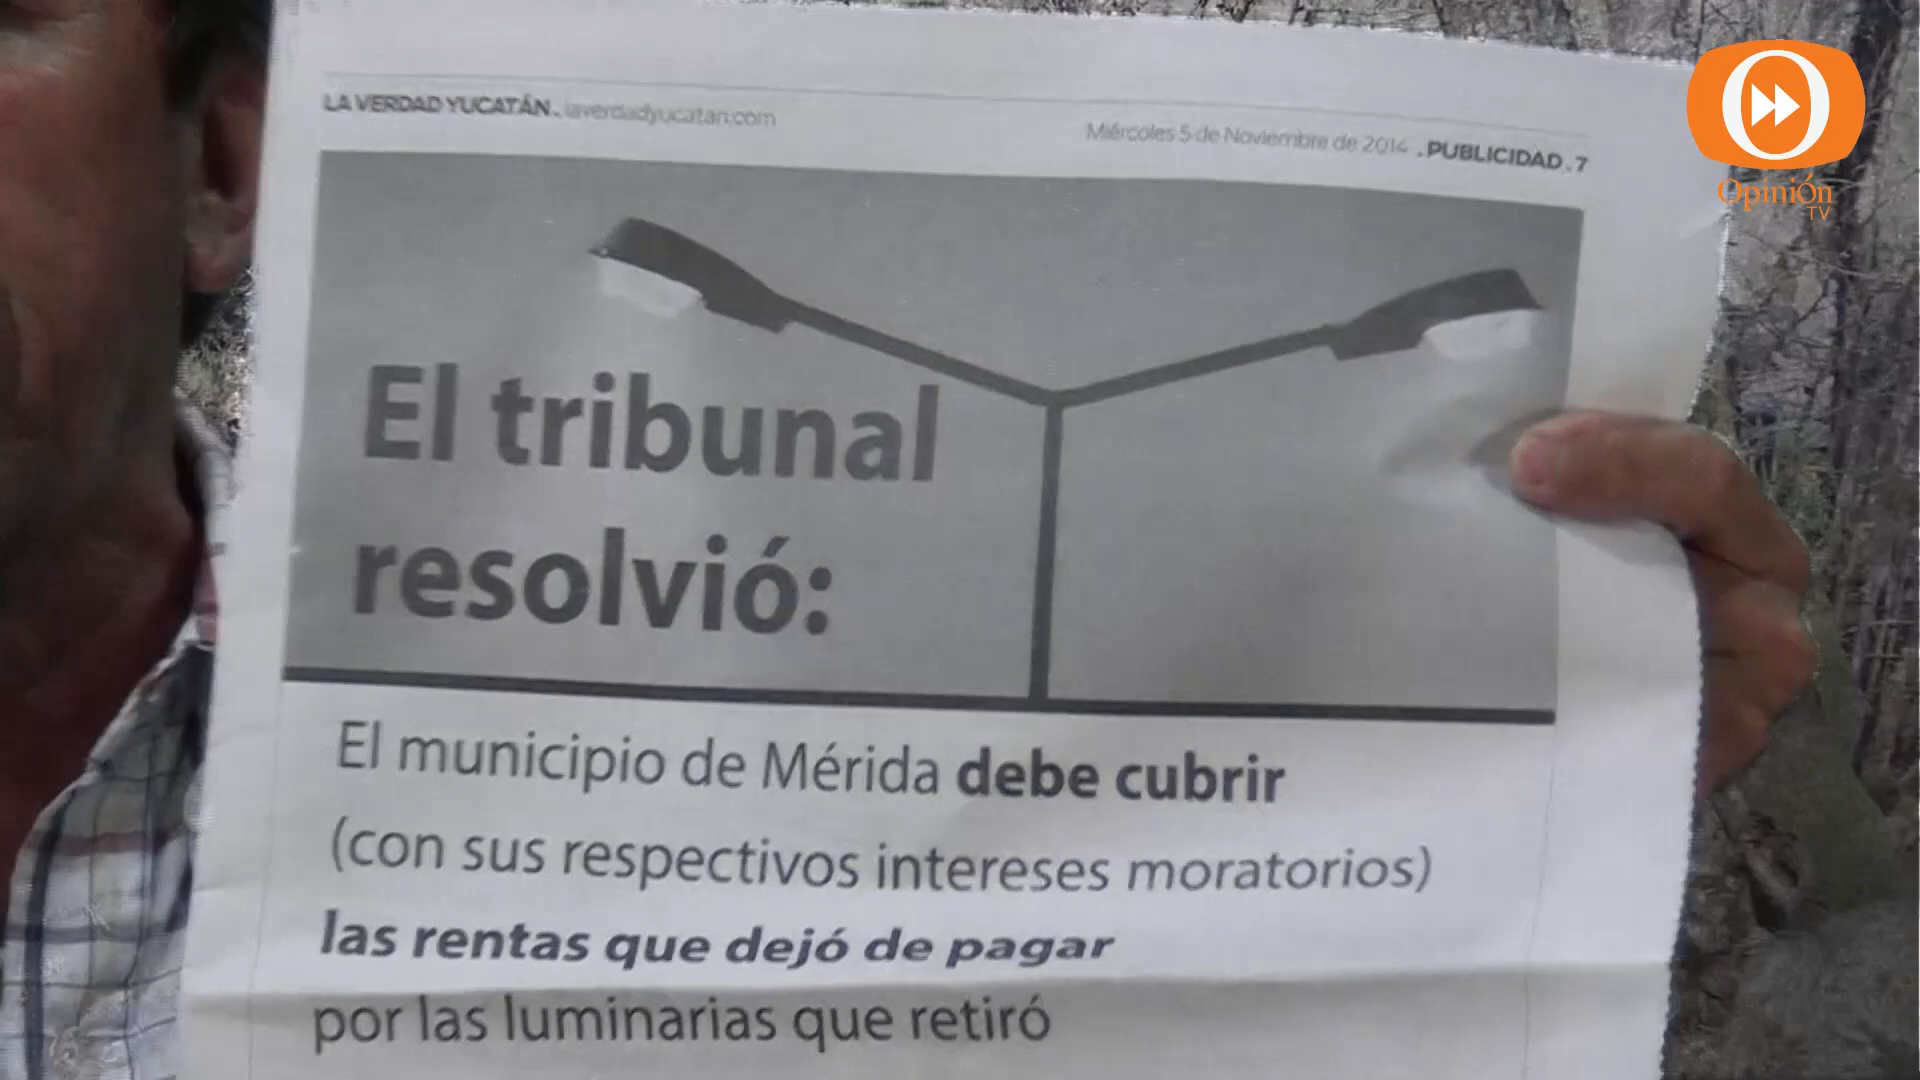 LA VERDAD YUCATÁN. laverdadyucatan.com
Miércoles 5 de Noviembre de 2014 . PUBLICIDAD . 7
El tribunal
resolvió:
El municipio de Mérida debe cubrir
(con sus respectivos intereses moratorios)
las rentas que dejó de pagar
por las luminarias que retiró
Opinión
TV